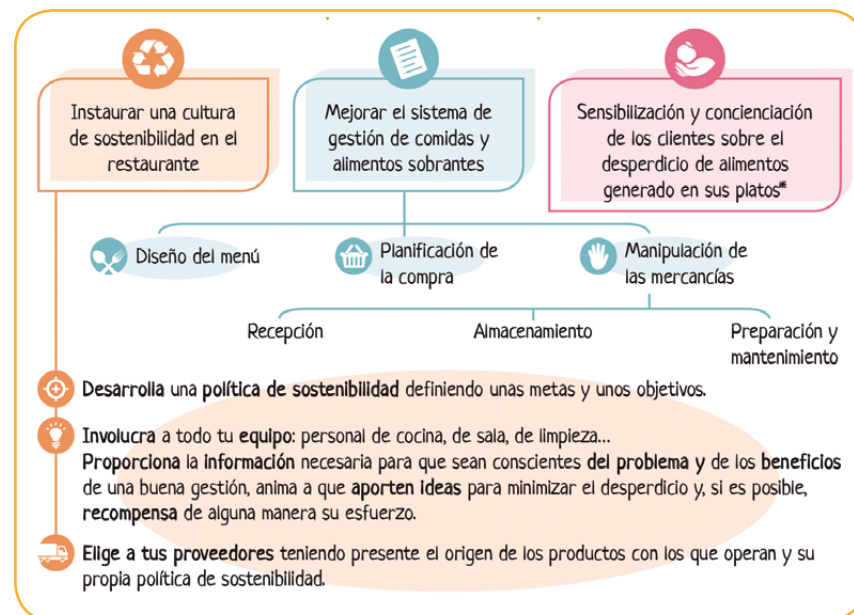 Instaurar una cultura
de sostenibilidad en el
restaurante
Mejorar el sistema de
gestión de comidas y
alimentos sobrantes
Sensibilización y concienciación
de los clientes sobre el
desperdicio de alimentos
generado en sus platos*
Diseño del menú
Planificación de
la compra
Manipulación de
las mercancías
Recepción
Almacenamiento
Preparación y
mantenimiento
Desarrolla una política de sostenibilidad definiendo unas metas y unos objetivos.
Involucra a todo tu equipo: personal de cocina, de sala, de limpieza...
Proporciona la información necesaria para que sean conscientes del problema y de los beneficios
de una buena gestión, anima a que aporten ideas para minimizar el desperdicio y, si es posible,
recompensa de alguna manera su esfuerzo.
Elige a tus proveedores teniendo presente el origen de los productos con los que operan y su
propia política de sostenibilidad.